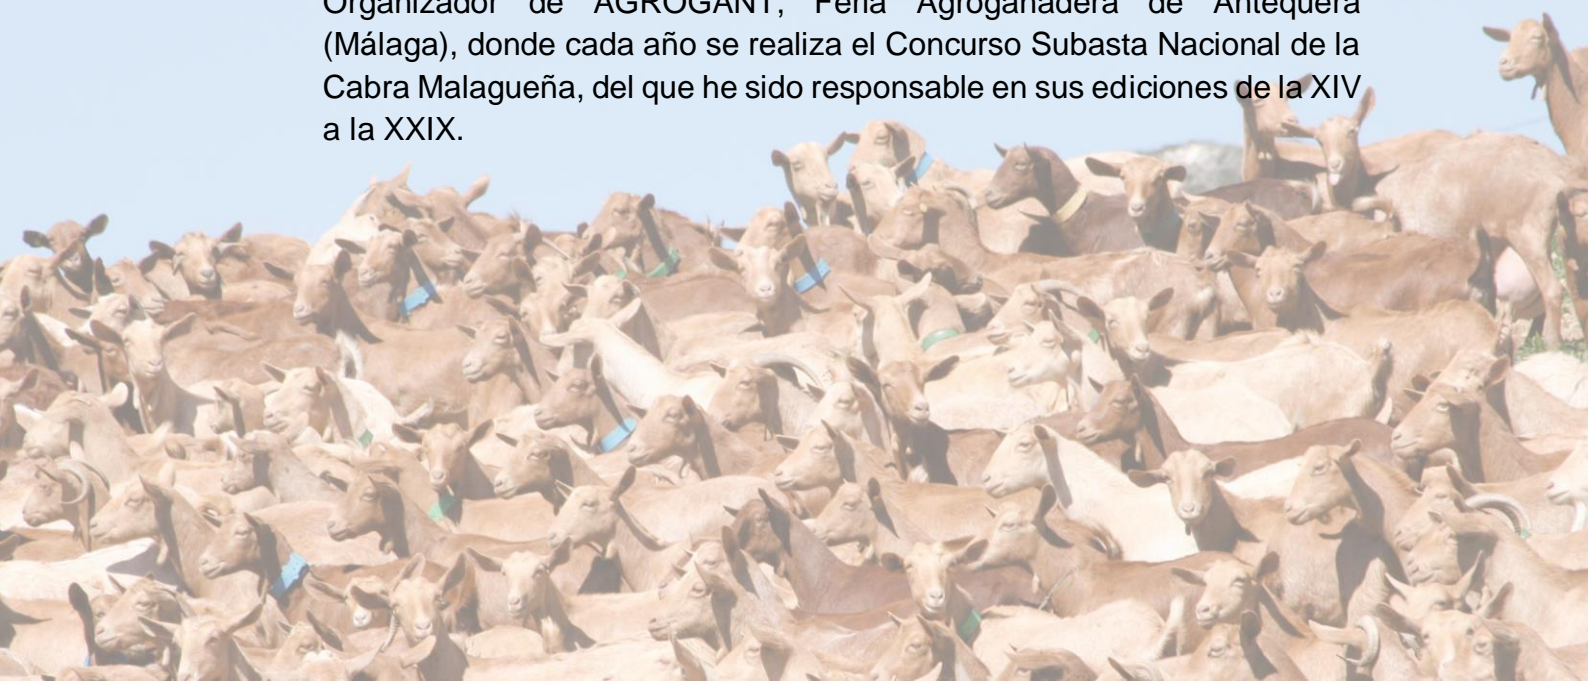 Organizador de AGROGANT, Feria Agroganadera de Antequera
(Málaga), donde cada año se realiza el Concurso Subasta Nacional de la
Cabra Malagueña, del que he sido responsable en sus ediciones de la XIV
a la XXIX.